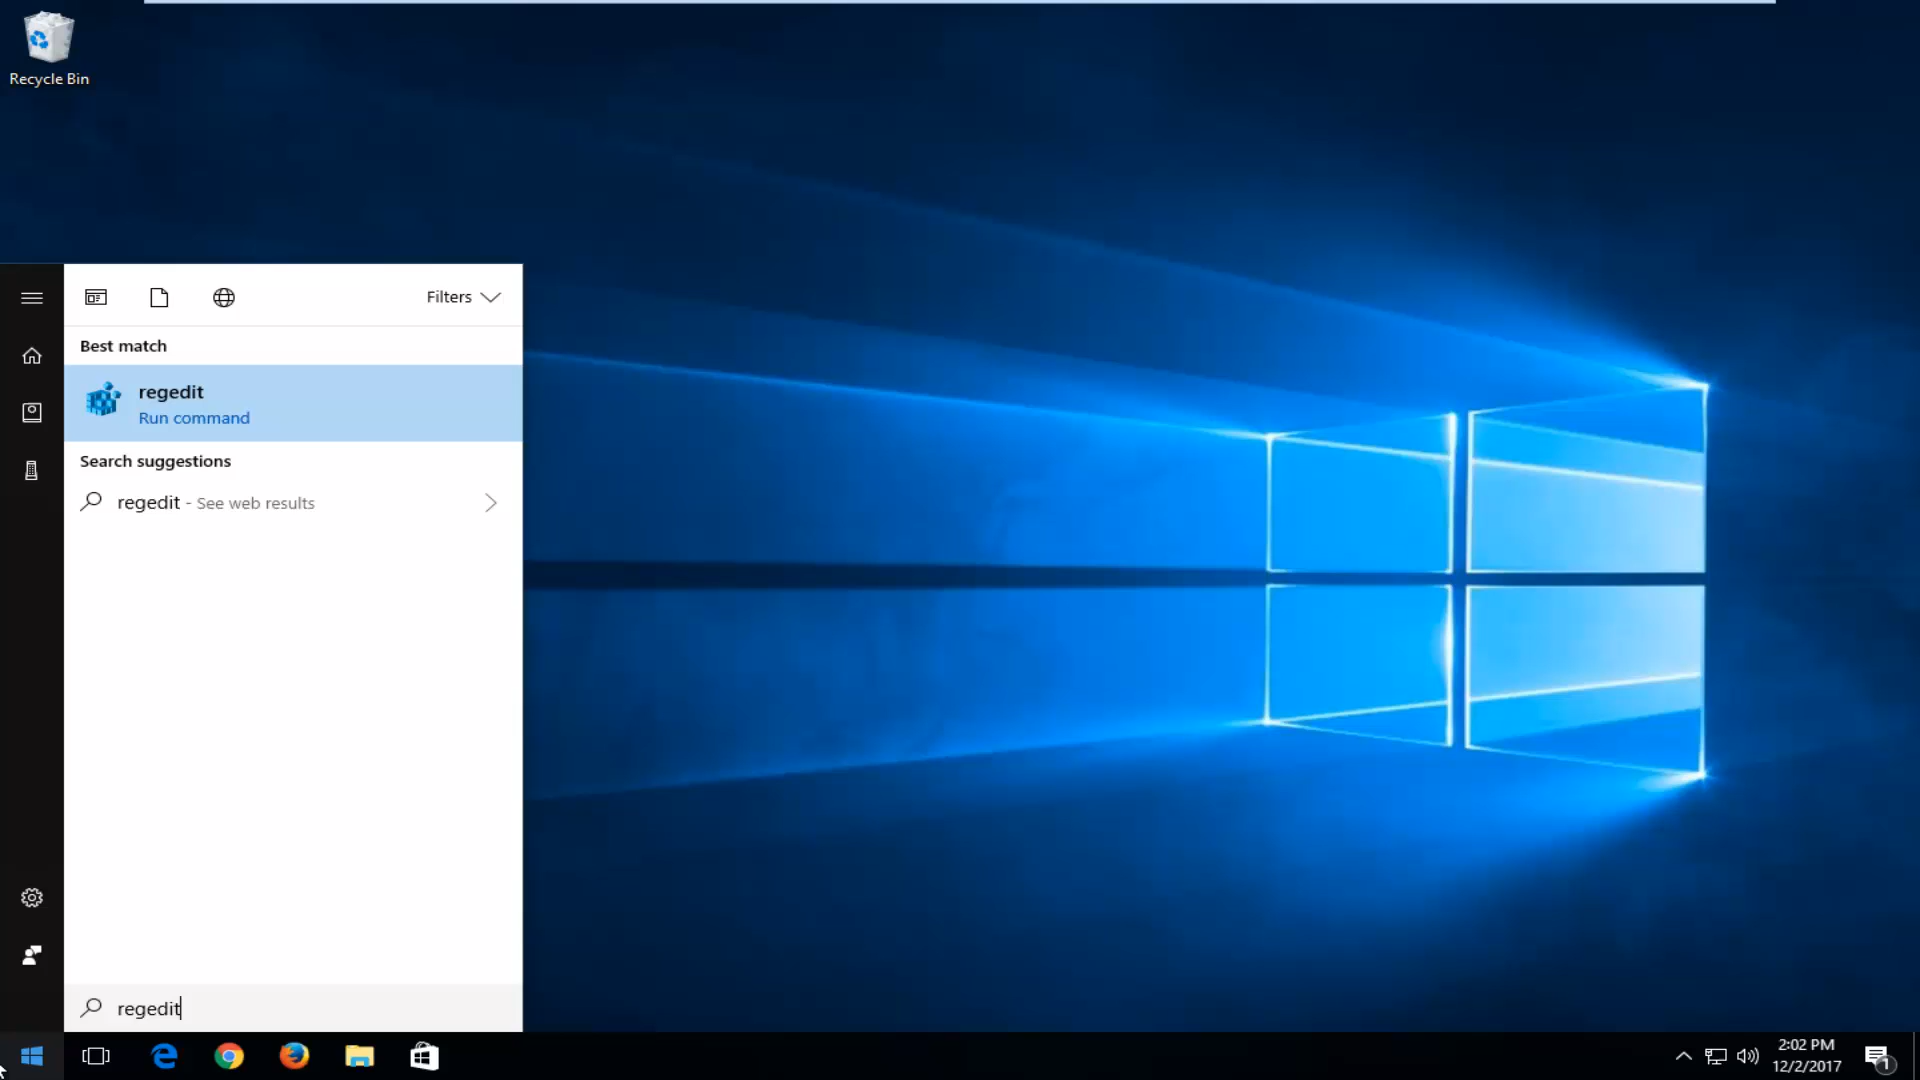 Recycle Bin
Filters
Best match
regedit
Run command
Search suggestions
regedit - See web results
regedit
2:02 PM
12/2/2017
1